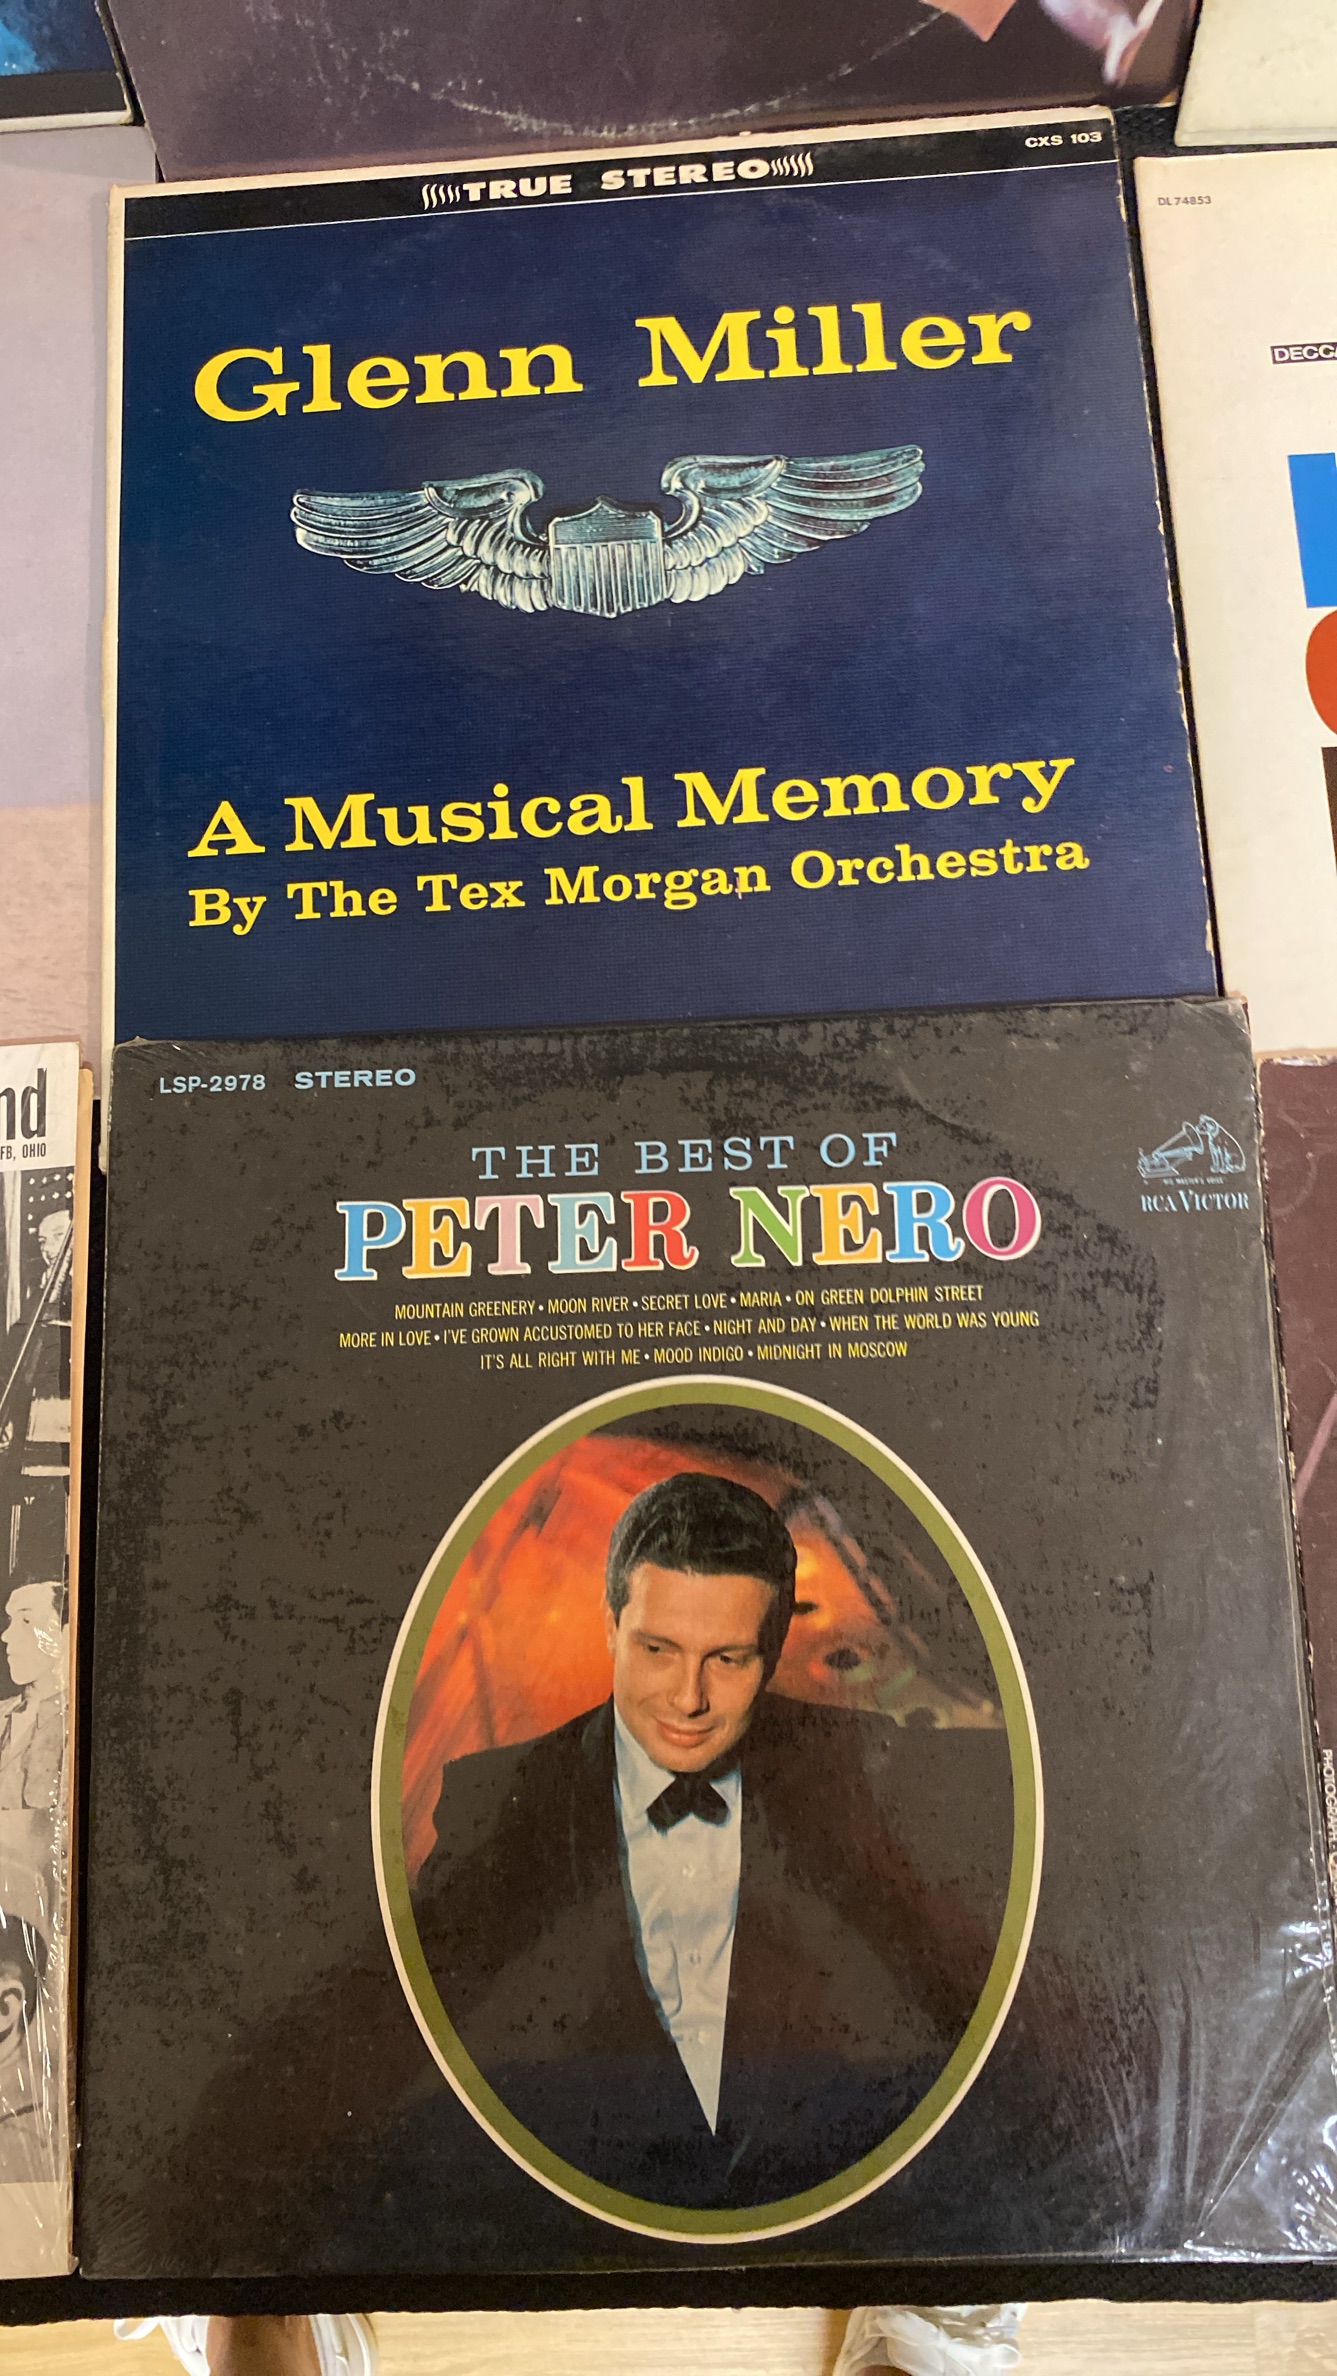 TRUE STEREO
CXS 103
Glenn Miller
A Musical Memory
By The Tex Morgan Orchestra
DL 74853
LSP-2978 STEREO
THE BEST OF
PETER NERO
RCA VICTOR
MOUNTAIN GREENERY • MOON RIVER • SECRET LOVE • MARIA • ON GREEN DOLPHIN STREET
MORE IN LOVE • I'VE GROWN ACCUSTOMED TO HER FACE • NIGHT AND DAY • WHEN THE WORLD WAS YOUNG
IT'S ALL RIGHT WITH ME • MOOD INDIGO • MIDNIGHT IN MOSCOW
FB, OHIO